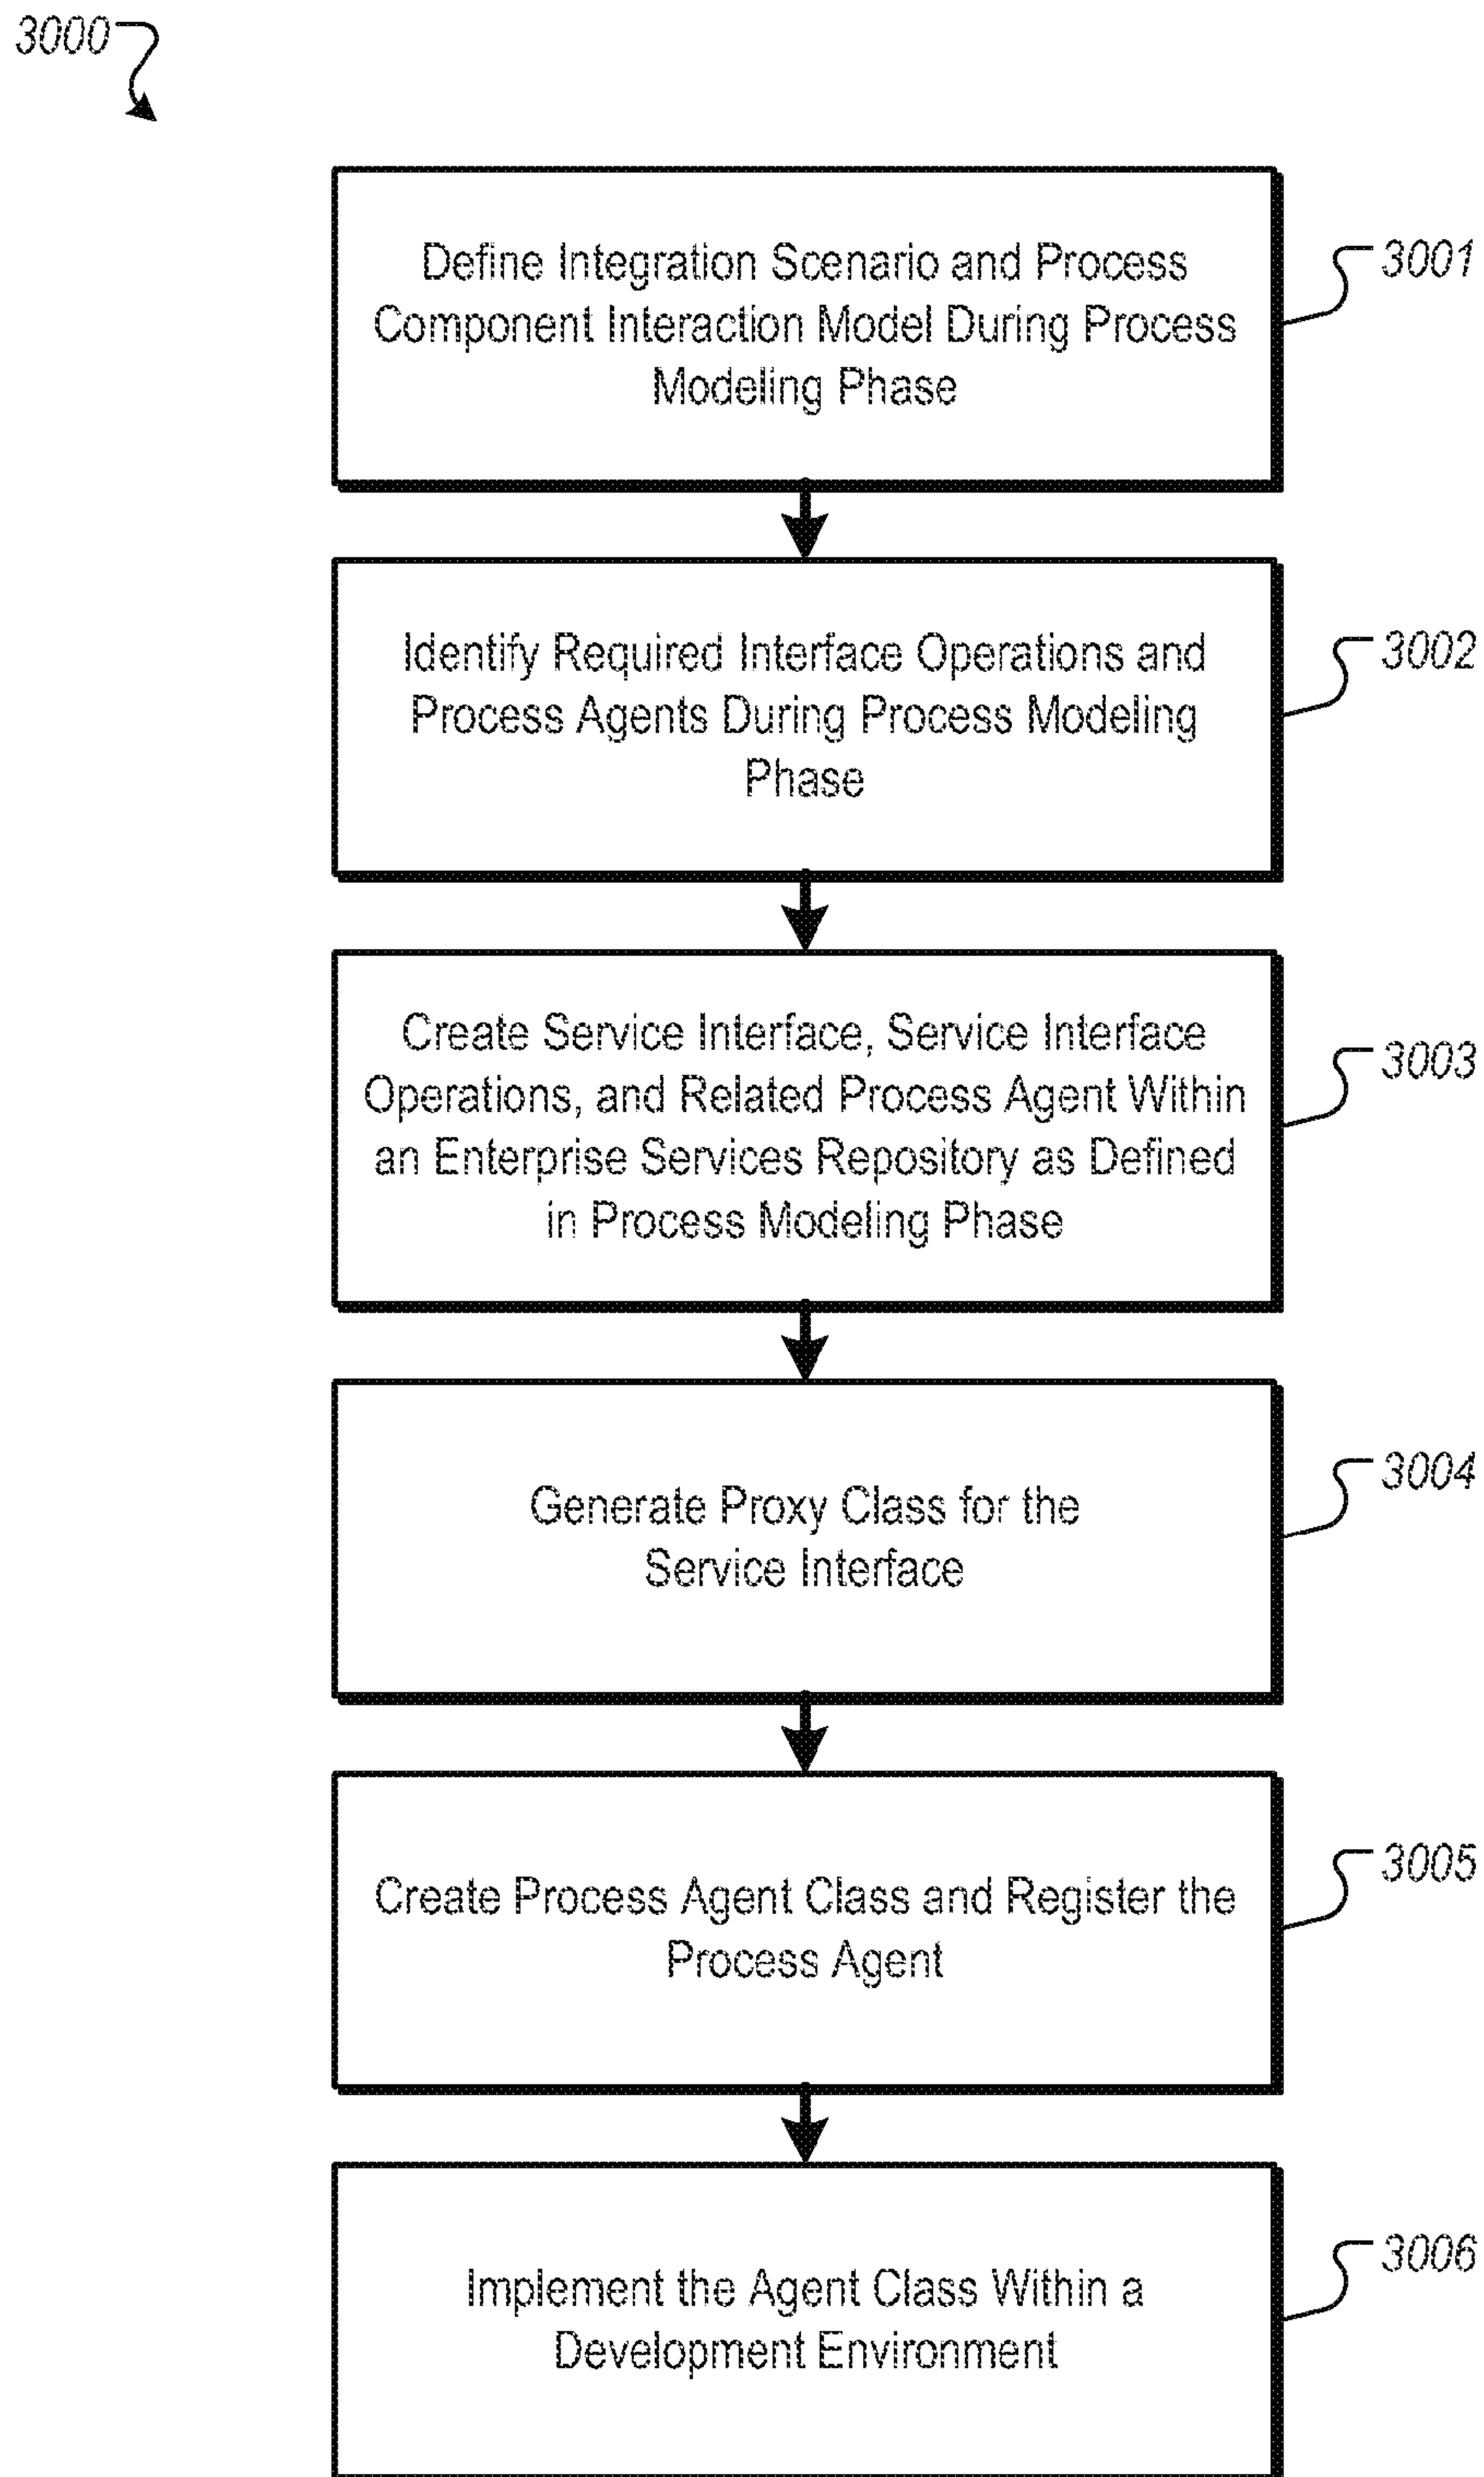 3000
Define Integration Scenario and Process
Component Interaction Model During Process
Modeling Phase
3001
Identify Required Interface Operations and
Process Agents During Process Modeling
Phase
3002
Create Service Interface, Service Interface
Operations, and Related Process Agent Within
an Enterprise Services Repository as Defined
in Process Modeling Phase
3003
Generate Proxy Class for the
Service Interface
3004
Create Process Agent Class and Register the
Process Agent
3005
Implement the Agent Class Within a
Development Environment
3006